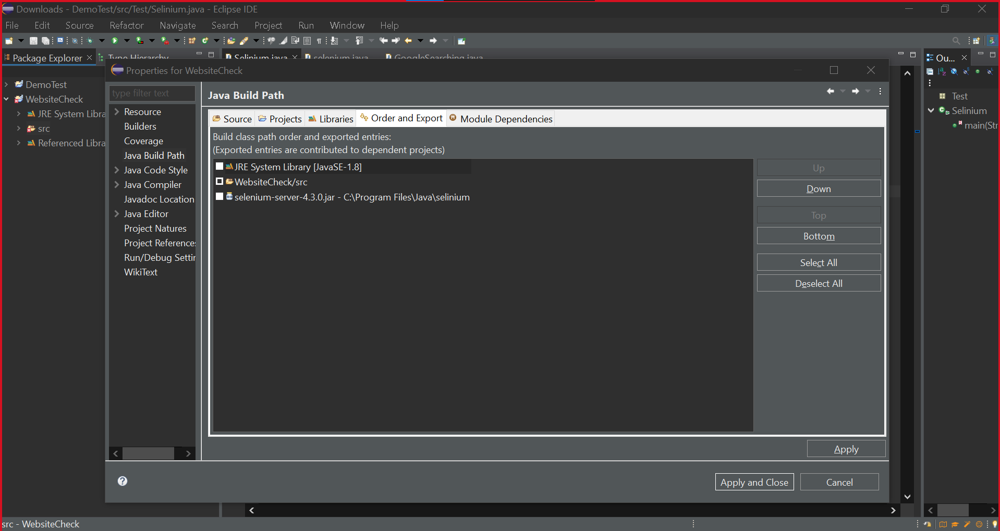 Downloads - DemoTest/src/Test/Selinium.java - Eclipse IDE
File Edit Source Refactor Navigate Search Project Run Window Help
Package Explorer Type Hierarchy Selinium.java selenium.java GoogleSearching.java Ou...
Properties for WebsiteCheck
DemoTest
WebsiteCheck
JRE System Libra
src
Referenced Libra
type filter text
Resource
Builders
Coverage
Java Build Path
Java Code Style
Java Compiler
Javadoc Location
Java Editor
Project Natures
Project References
Run/Debug Settin
WikiText
Java Build Path
Source Projects Libraries Order and Export Module Dependencies
Build class path order and exported entries:
(Exported entries are contributed to dependent projects)
JRE System Library [JavaSE-1.8]
WebsiteCheck/src
selenium-server-4.3.0.jar - C:\Program Files\Java\selinium
Up
Down
Top
Bottom
Select All
Deselect All
Apply
Apply and Close Cancel
Test
Selinium
main(Str
src - WebsiteCheck